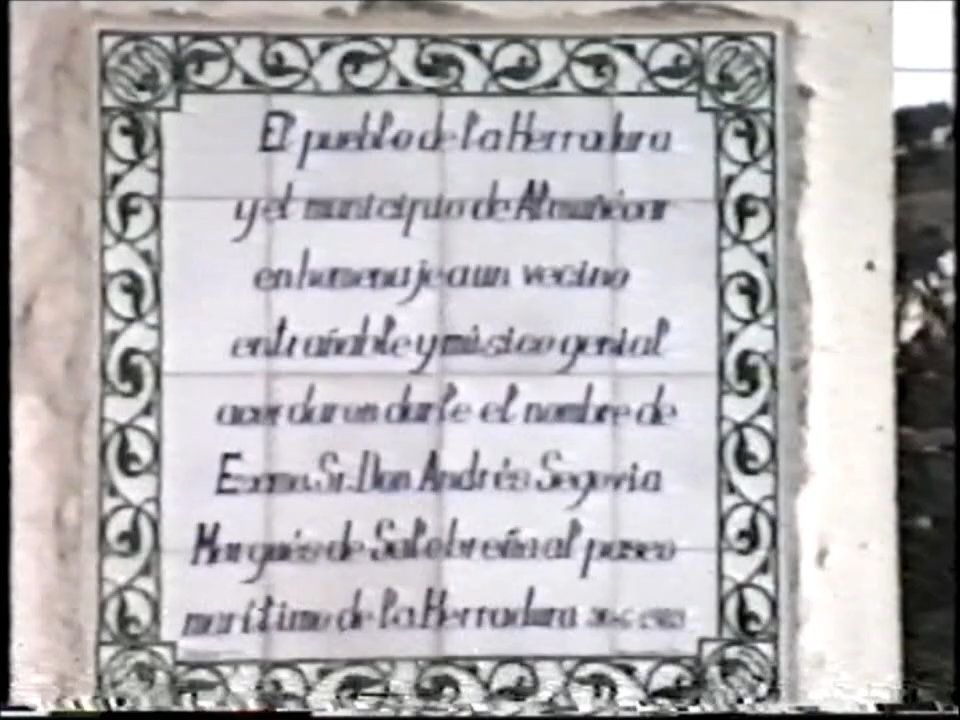 El pueblo de la Herradura
y el municipio de Almuñécar
en homenaje a un vecino
entrañable y músico genial
acordaron darle el nombre de
Excmo. Sr. Don Andrés Segovia
Marqués de Salobreña al paseo
marítimo de la Herradura